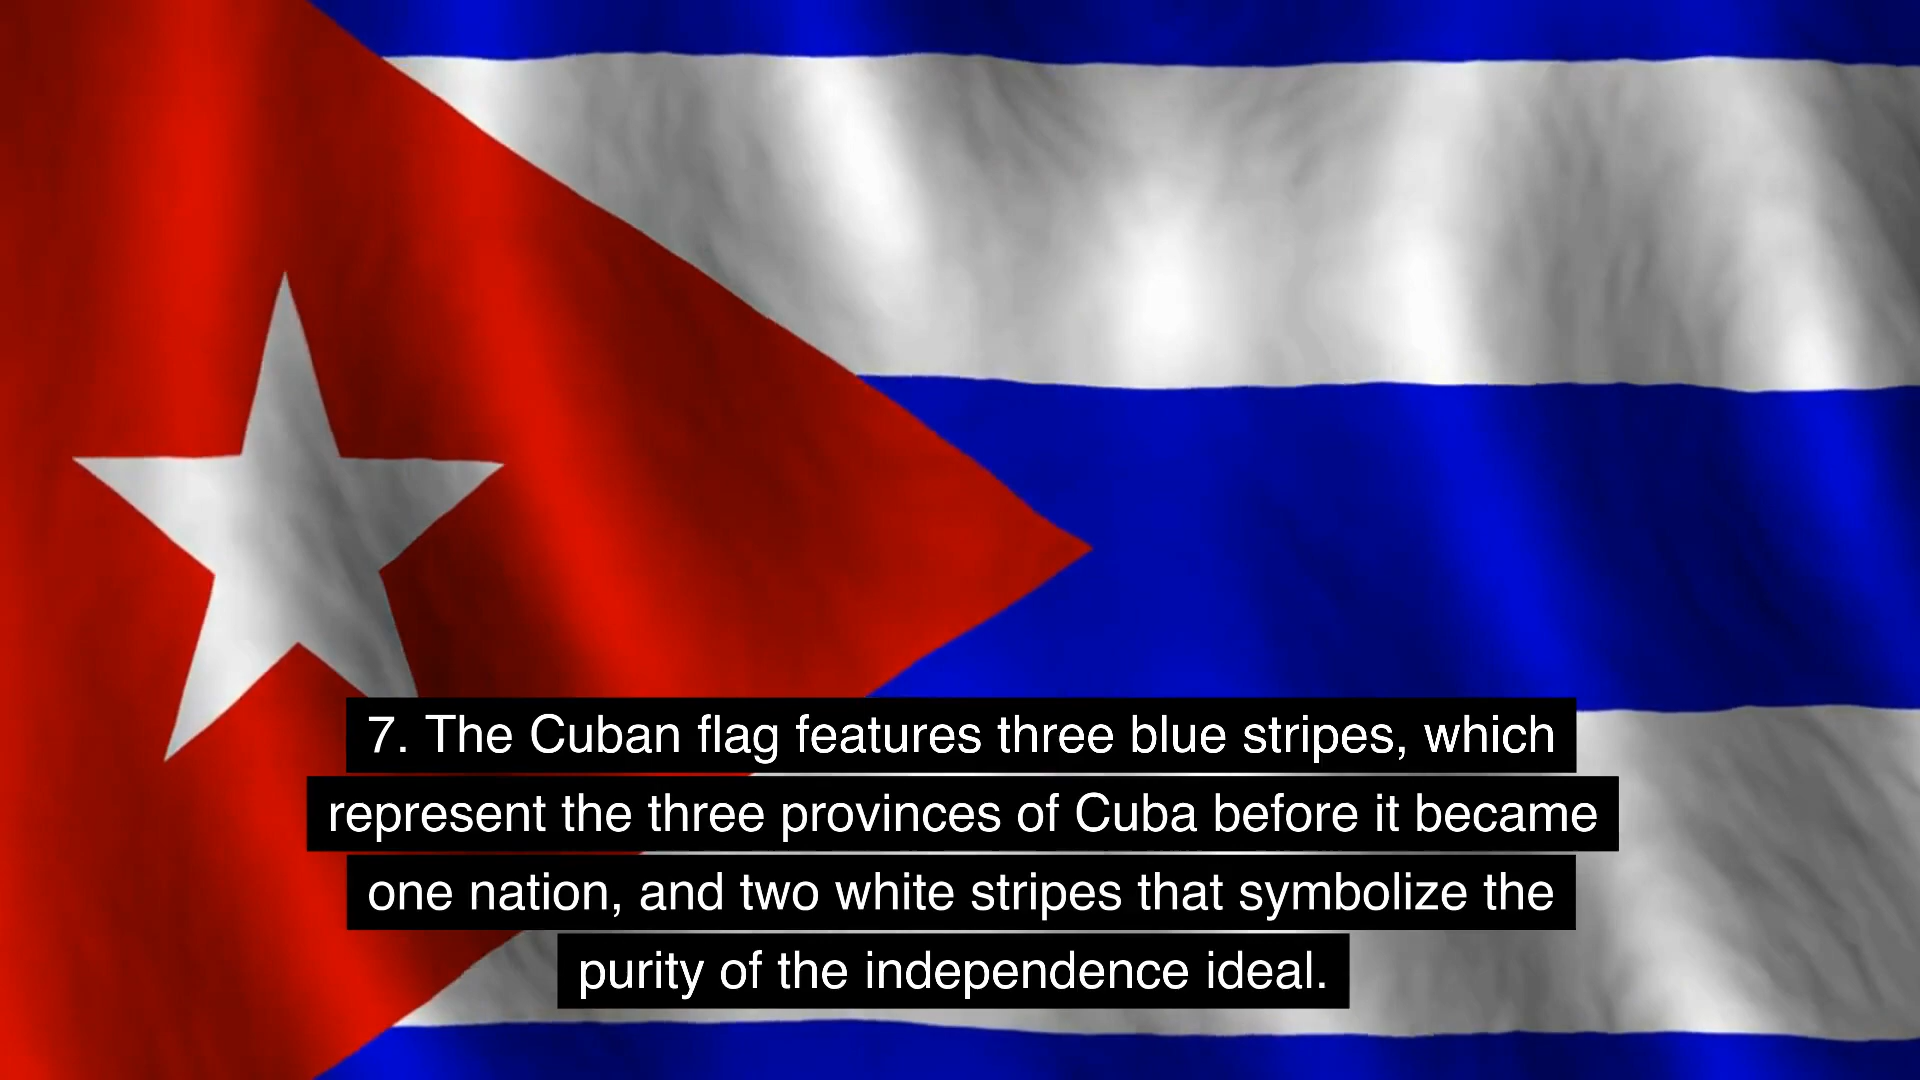 7. The Cuban flag features three blue stripes, which
represent the three provinces of Cuba before it became
one nation, and two white stripes that symbolize the
purity of the independence ideal.